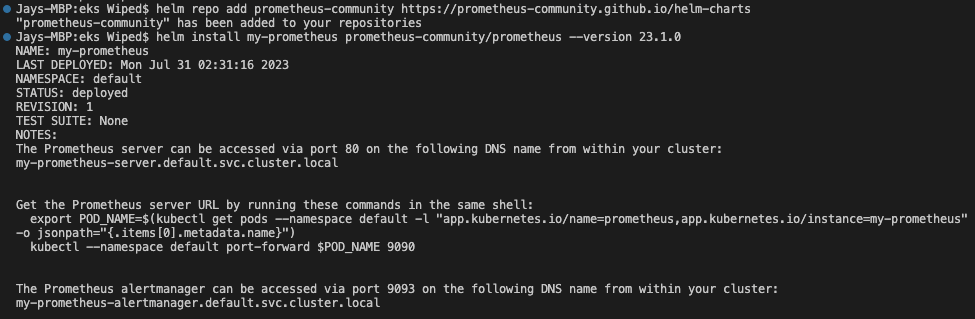 Jays-MBP:eks Wiped$ helm repo add prometheus-community https://prometheus-community.github.io/helm-charts
"prometheus-community" has been added to your repositories
Jays-MBP:eks Wiped$ helm install my-prometheus prometheus-community/prometheus --version 23.1.0
NAME: my-prometheus
LAST DEPLOYED: Mon Jul 31 02:31:16 2023
NAMESPACE: default
STATUS: deployed
REVISION: 1
TEST SUITE: None
NOTES:
The Prometheus server can be accessed via port 80 on the following DNS name from within your cluster:
my-prometheus-server.default.svc.cluster.local
Get the Prometheus server URL by running these commands in the same shell:
  export POD_NAME=$(kubectl get pods --namespace default -l "app.kubernetes.io/name=prometheus,app.kubernetes.io/instance=my-prometheus"
-o jsonpath="{.items[0].metadata.name}")
  kubectl --namespace default port-forward $POD_NAME 9090
The Prometheus alertmanager can be accessed via port 9093 on the following DNS name from within your cluster:
my-prometheus-alertmanager.default.svc.cluster.local